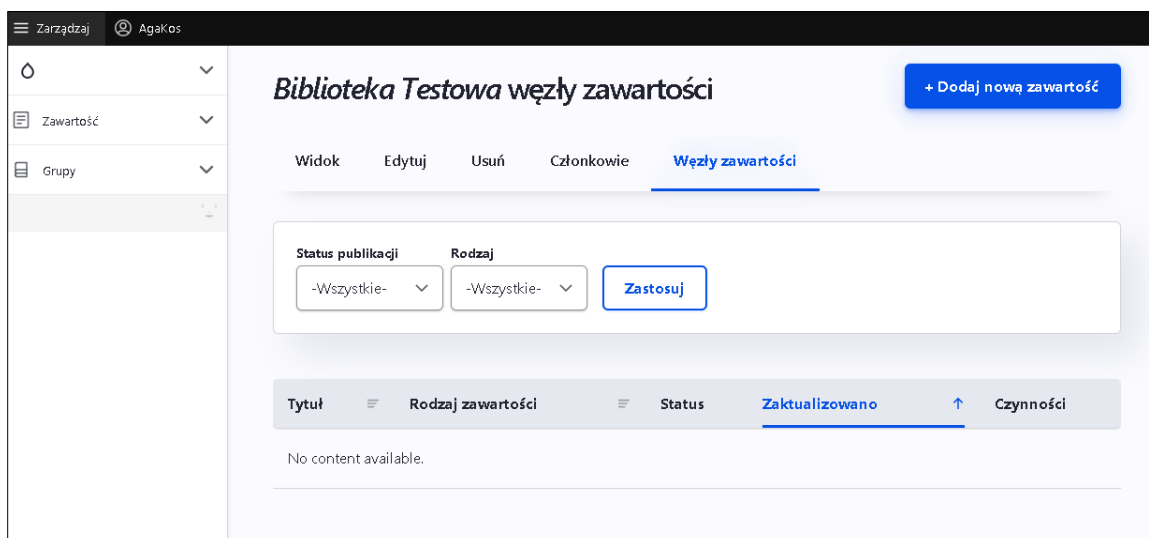 Zarządzaj AgaKos
Biblioteka Testowa węzły zawartości
+ Dodaj nową zawartość
Zawartość
Grupy
Widok Edytuj Usuń Członkowie Węzły zawartości
Status publikacji Rodzaj
-Wszystkie- -Wszystkie- Zastosuj
Tytuł Rodzaj zawartości Status Zaktualizowano Czynności
No content available.